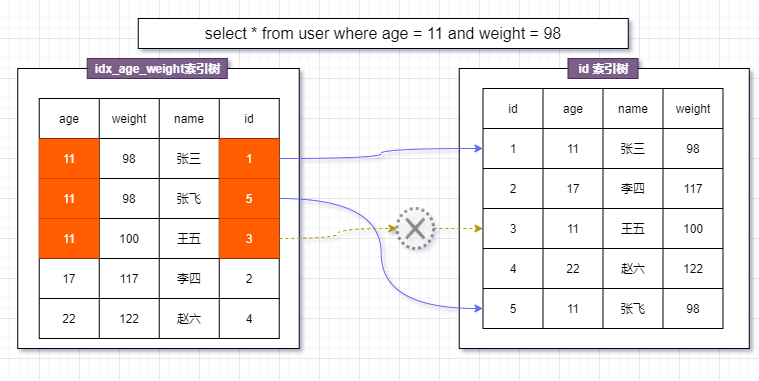 select * from user where age = 11 and weight = 98
idx_age_weight索引树
age weight name id
11 98 张三 1
11 98 张飞 5
11 100 王五 3
17 117 李四 2
22 122 赵六 4
id 索引树
id age name weight
1 11 张三 98
2 17 李四 117
3 11 王五 100
4 22 赵六 122
5 11 张飞 98